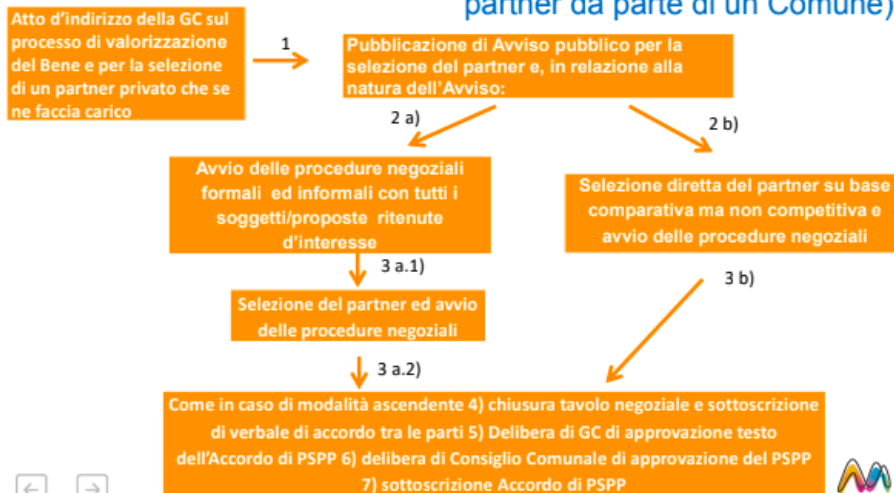 partner da parte di un Comune)
Atto d'indirizzo della GC sul
processo di valorizzazione
del Bene e per la selezione
di un partner privato che se
ne faccia carico
1
Pubblicazione di Avviso pubblico per la
selezione del partner e, in relazione alla
natura dell'Avviso:
2 a)
2 b)
Avvio delle procedure negoziali
formali ed informali con tutti i
soggetti/proposte ritenute
d'interesse
Selezione diretta del partner su base
comparativa ma non competitiva e
avvio delle procedure negoziali
3 a.1)
3 b)
Selezione del partner ed avvio
delle procedure negoziali
3 a.2)
Come in caso di modalità ascendente 4) chiusura tavolo negoziale e sottoscrizione
di verbale di accordo tra le parti 5) Delibera di GC di approvazione testo
dell'Accordo di PSPP 6) delibera di Consiglio Comunale di approvazione del PSPP
7) sottoscrizione Accordo di PSPP